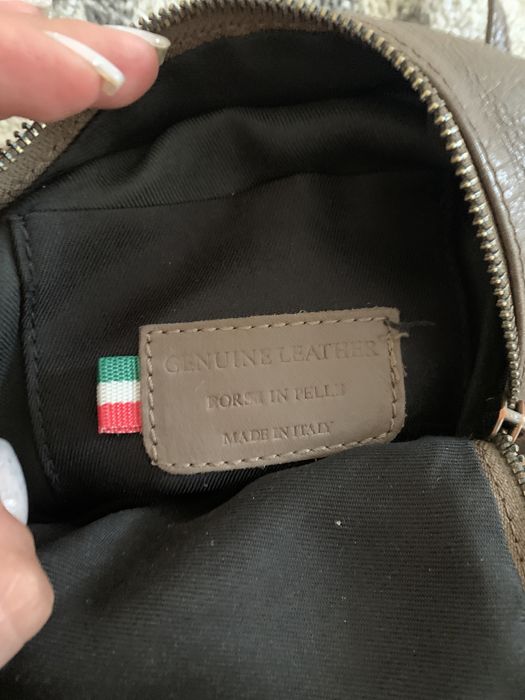 GENUINE LEATHER
BORSE IN PELLE
MADE IN ITALY